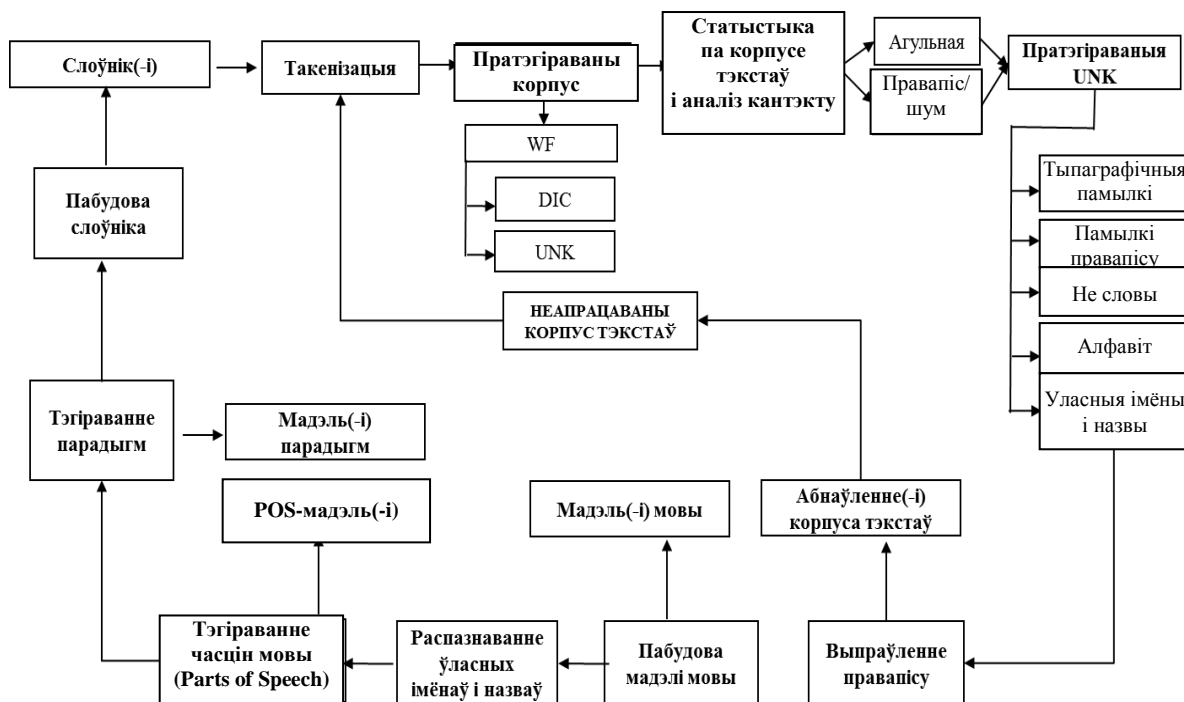 Слоўнік(-і)
Такенізацыя
Пратэгіраваны
корпус
Статыстыка
па корпусе
тэкстаў
і аналіз кантэкту
Агульная
Правапіс/
шум
Пратэгіраваныя
UNK
WF
DIC
UNK
Тыпаграфічныя
памылкі
Памылкі
правапісу
Не словы
Алфавіт
Уласныя імёны
і назвы
Пабудова
слоўніка
НЕАПРАЦАВАНЫ
КОРПУС ТЭКСТАЎ
Тэгіраванне
парадыгм
Мадэль(-і)
парадыгм
POS-мадэль(-і)
Мадэль(-і) мовы
Абнаўленне(-і)
корпуса тэкстаў
Тэгіраванне
часцін мовы
(Parts of Speech)
Распазнаванне
ўласных
імёнаў і назваў
Пабудова
мадэлі мовы
Выпраўленне
правапісу